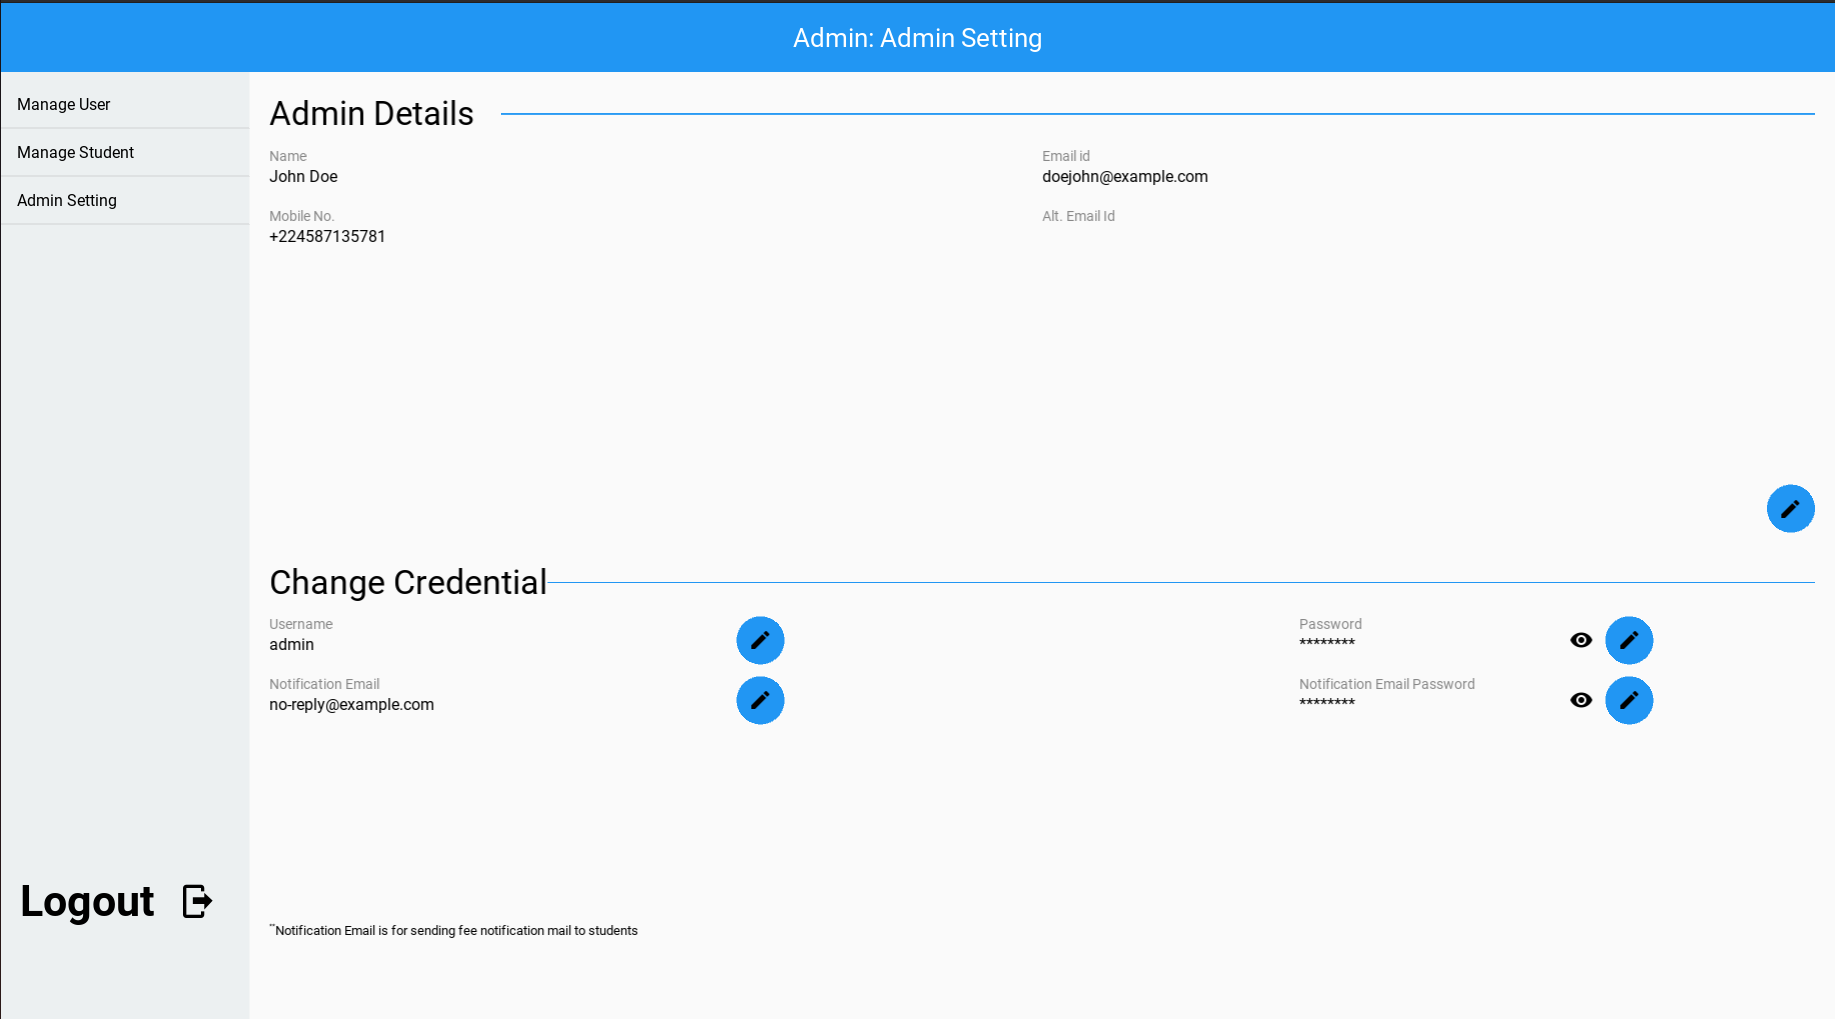 Admin: Admin Setting
Manage User
Manage Student
Admin Setting
Logout
Admin Details
Name
John Doe
Email id
doejohn@example.com
Mobile No.
+224587135781
Alt. Email Id
Change Credential
Username
admin
Password
********
Notification Email
no-reply@example.com
Notification Email Password
********
**Notification Email is for sending fee notification mail to students